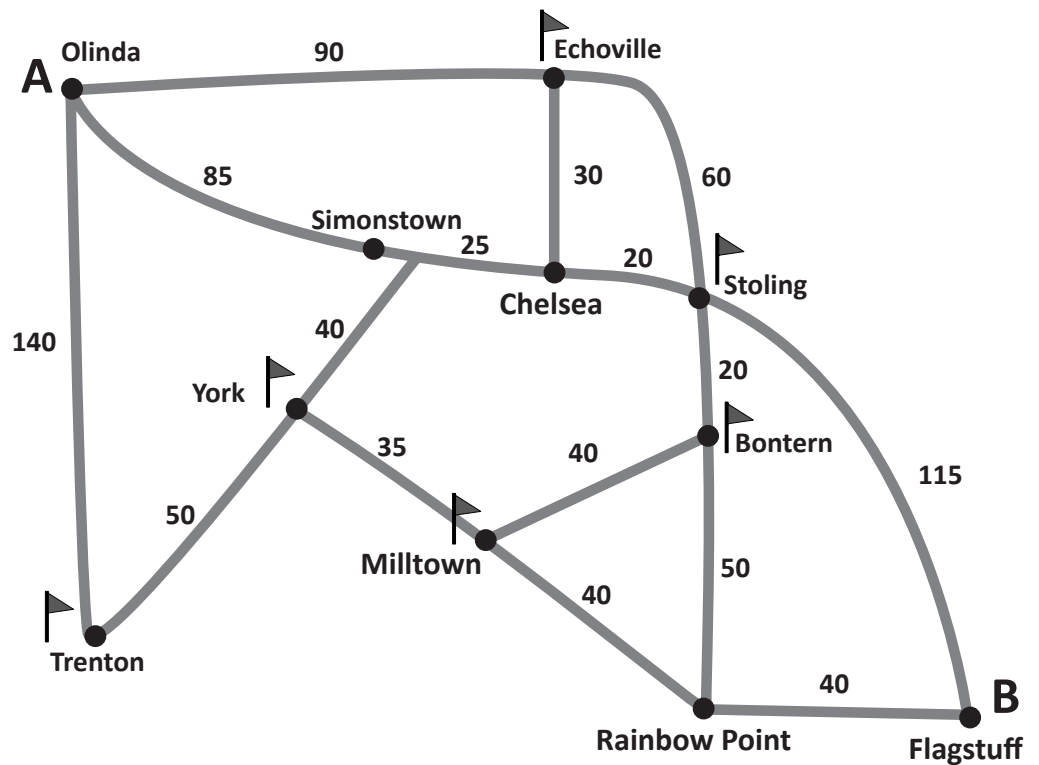 Olinda
A
90
Echoville
85
30
60
Simonstown
25
20
Stoling
Chelsea
140
40
20
York
35
40
Bontern
115
50
Milltown
50
40
Trenton
40
B
Rainbow Point
Flagstuff